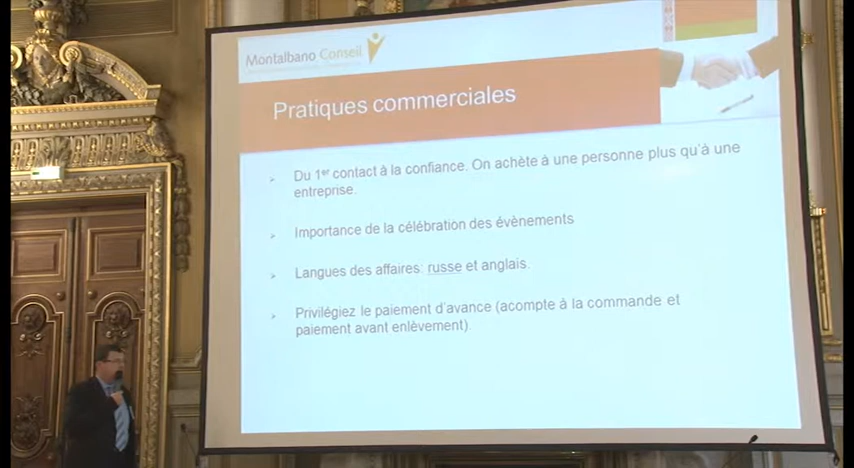 Montalbano Conseil
Pratiques commerciales
Du 1er contact à la confiance. On achète à une personne plus qu'à une
entreprise.
Importance de la célébration des évènements
Langues des affaires: russe et anglais.
Privilégiez le paiement d'avance (acompte à la commande et
paiement avant enlèvement).